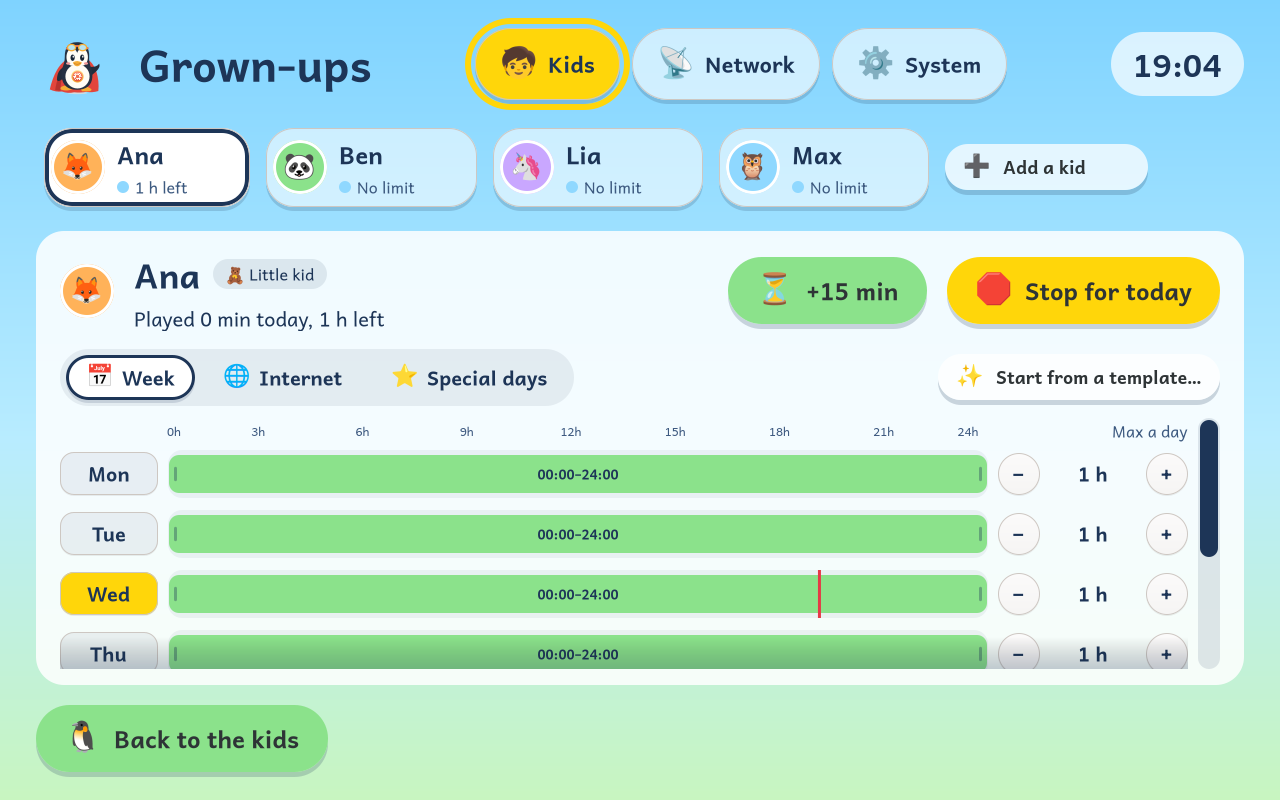 Grown-ups
Kids
Network
System
19:04
Ana
1 h left
Ben
No limit
Lia
No limit
Max
No limit
Add a kid
Ana
Little kid
Played 0 min today, 1 h left
+15 min
Stop for today
Week
Internet
Special days
Start from a template...
0h 3h 6h 9h 12h 15h 18h 21h 24h Max a day
Mon 00:00–24:00 − 1 h +
Tue 00:00–24:00 − 1 h +
Wed 00:00–24:00 − 1 h +
Thu 00:00–24:00 − 1 h +
Back to the kids